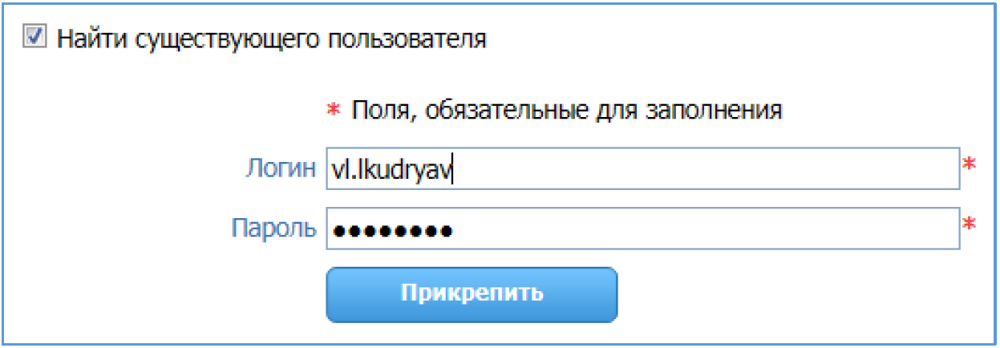 Найти существующего пользователя
* Поля, обязательные для заполнения
Логин vl.lkudryav *
Пароль ●●●●●●●● *
Прикрепить